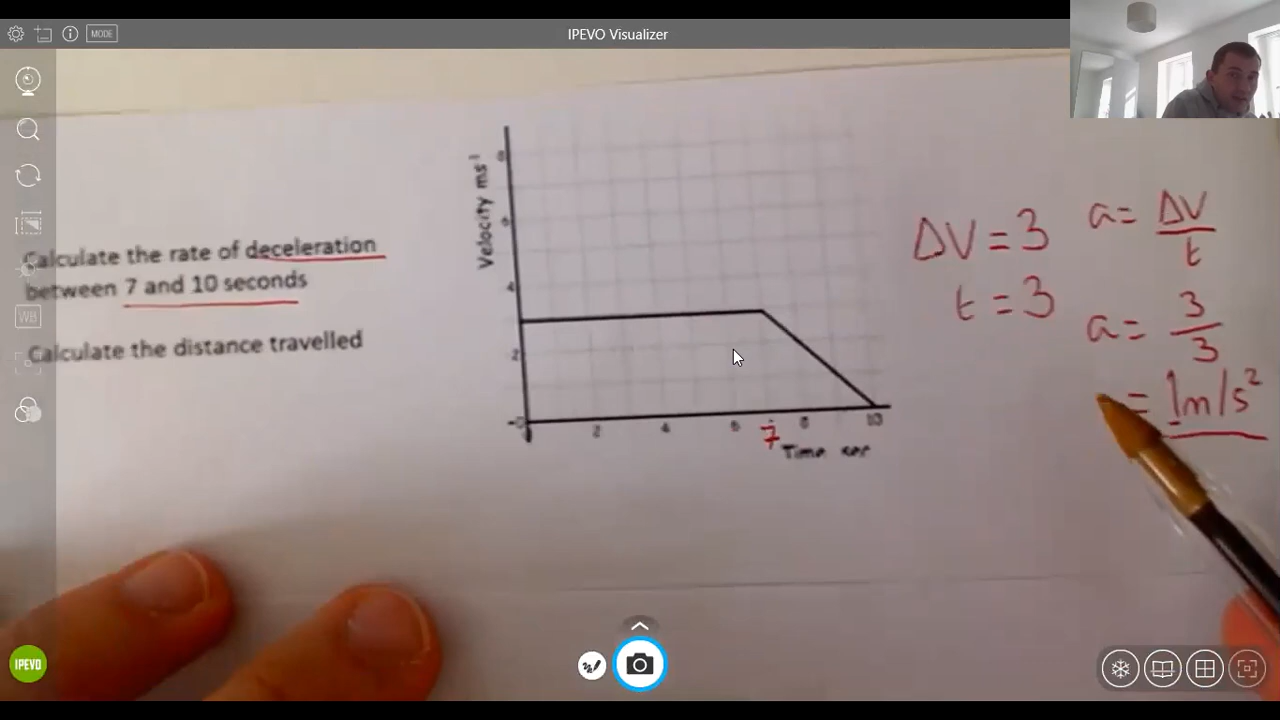 MODE
IPEVO Visualizer
Calculate the rate of deceleration
between 7 and 10 seconds
Calculate the distance travelled
Velocity ms⁻¹
8
6
4
2
0
2
4
6
7
8
10
Time
ΔV = 3
t = 3
a = ΔV/t
a = 3/3
= 1m/s²
WB
IPEVO